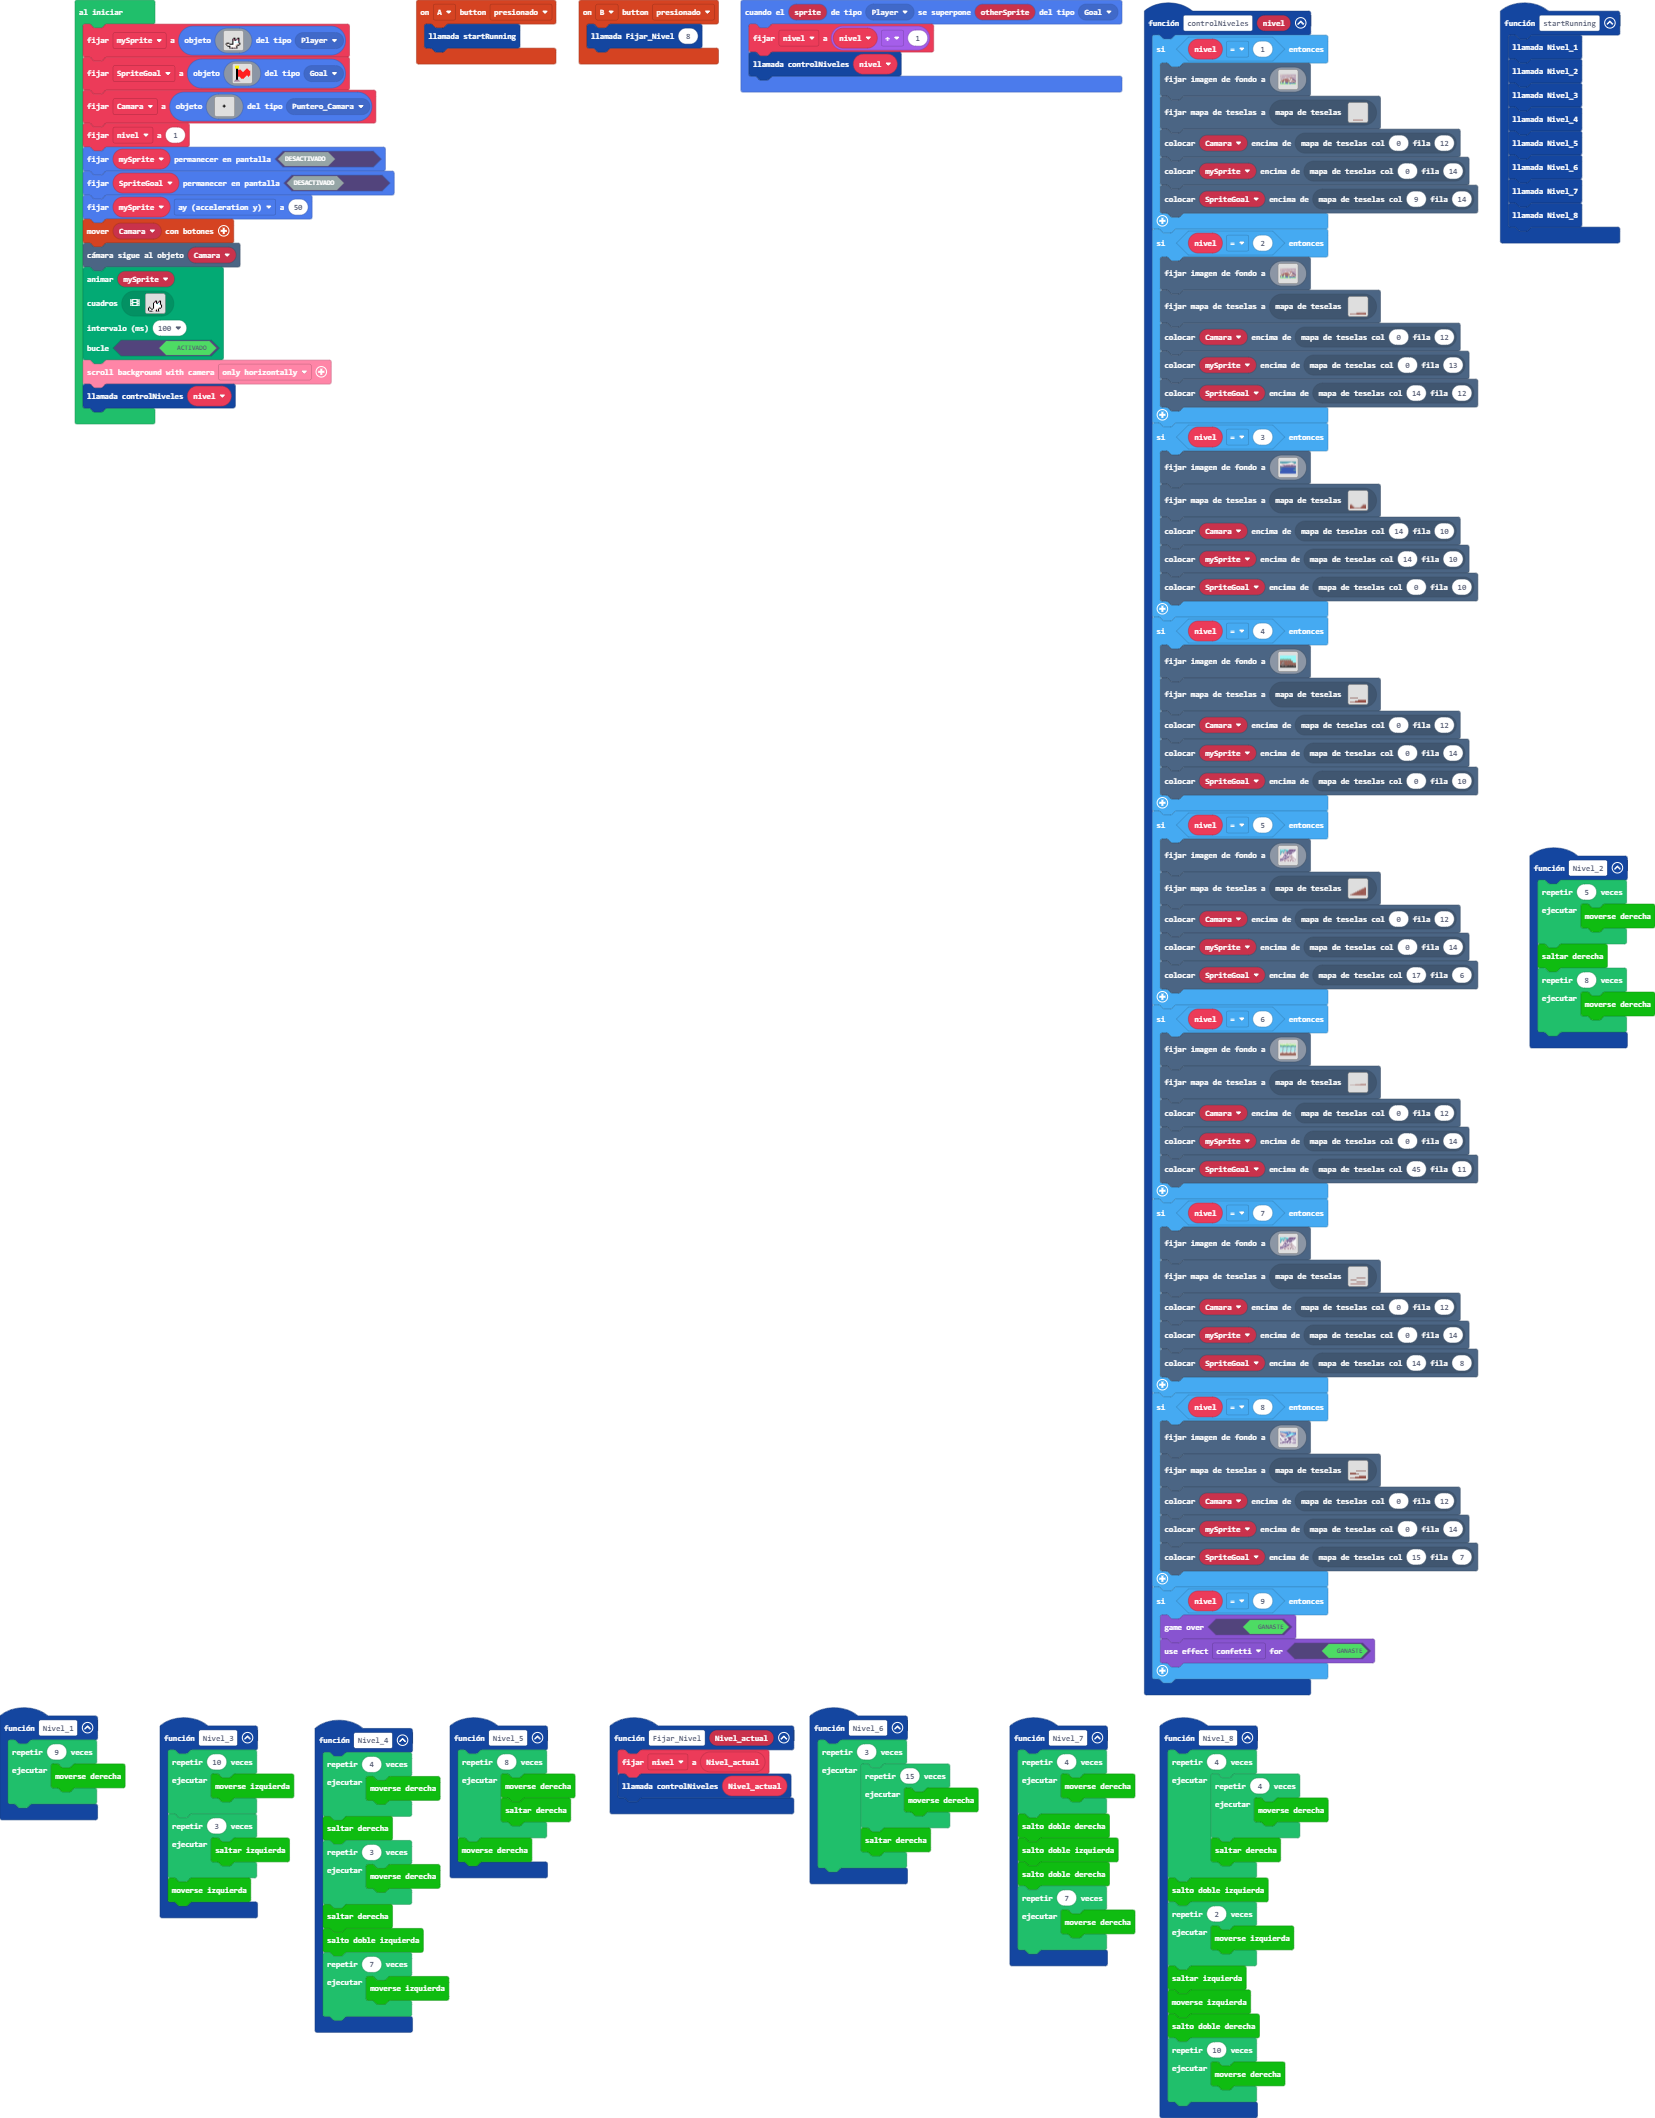 al iniciar
fijar mySprite a objeto del tipo Player
fijar SpriteGoal a objeto del tipo Goal
fijar Camara a objeto del tipo Puntero_Camara
fijar nivel a 1
fijar mySprite permanecer en pantalla DESACTIVADO
fijar SpriteGoal permanecer en pantalla DESACTIVADO
fijar mySprite ay (acceleration y) a 50
mover Camara con botones
cámara sigue al objeto Camara
animar mySprite
cuadros
intervalo (ms) 100
bucle ACTIVADO
scroll background with camera only horizontally
llamada controlNiveles nivel
on A button presionado
llamada startRunning
on B button presionado
llamada Fijar_Nivel 8
cuando el sprite de tipo Player se superpone otherSprite del tipo Goal
fijar nivel a nivel + 1
llamada controlNiveles nivel
función controlNiveles nivel
si nivel = 1 entonces
fijar imagen de fondo a
fijar mapa de teselas a mapa de teselas
colocar Camara encima de mapa de teselas col 0 fila 12
colocar mySprite encima de mapa de teselas col 0 fila 14
colocar SpriteGoal encima de mapa de teselas col 9 fila 14
si nivel = 2 entonces
fijar imagen de fondo a
fijar mapa de teselas a mapa de teselas
colocar Camara encima de mapa de teselas col 0 fila 12
colocar mySprite encima de mapa de teselas col 0 fila 13
colocar SpriteGoal encima de mapa de teselas col 14 fila 12
si nivel = 3 entonces
fijar imagen de fondo a
fijar mapa de teselas a mapa de teselas
colocar Camara encima de mapa de teselas col 14 fila 10
colocar mySprite encima de mapa de teselas col 14 fila 10
colocar SpriteGoal encima de mapa de teselas col 0 fila 10
si nivel = 4 entonces
fijar imagen de fondo a
fijar mapa de teselas a mapa de teselas
colocar Camara encima de mapa de teselas col 0 fila 12
colocar mySprite encima de mapa de teselas col 0 fila 14
colocar SpriteGoal encima de mapa de teselas col 0 fila 10
si nivel = 5 entonces
fijar imagen de fondo a
fijar mapa de teselas a mapa de teselas
colocar Camara encima de mapa de teselas col 0 fila 12
colocar mySprite encima de mapa de teselas col 0 fila 14
colocar SpriteGoal encima de mapa de teselas col 17 fila 6
si nivel = 6 entonces
fijar imagen de fondo a
fijar mapa de teselas a mapa de teselas
colocar Camara encima de mapa de teselas col 0 fila 12
colocar mySprite encima de mapa de teselas col 0 fila 14
colocar SpriteGoal encima de mapa de teselas col 45 fila 11
si nivel = 7 entonces
fijar imagen de fondo a
fijar mapa de teselas a mapa de teselas
colocar Camara encima de mapa de teselas col 0 fila 12
colocar mySprite encima de mapa de teselas col 0 fila 14
colocar SpriteGoal encima de mapa de teselas col 14 fila 8
si nivel = 8 entonces
fijar imagen de fondo a
fijar mapa de teselas a mapa de teselas
colocar Camara encima de mapa de teselas col 0 fila 12
colocar mySprite encima de mapa de teselas col 0 fila 14
colocar SpriteGoal encima de mapa de teselas col 15 fila 7
si nivel = 9 entonces
game over GANASTE
use effect confetti for GANASTE
función startRunning
llamada Nivel_1
llamada Nivel_2
llamada Nivel_3
llamada Nivel_4
llamada Nivel_5
llamada Nivel_6
llamada Nivel_7
llamada Nivel_8
función Nivel_2
repetir 5 veces
ejecutar moverse derecha
saltar derecha
repetir 8 veces
ejecutar moverse derecha
función Nivel_1
repetir 9 veces
ejecutar moverse derecha
función Nivel_3
repetir 10 veces
ejecutar moverse izquierda
repetir 3 veces
ejecutar saltar izquierda
moverse izquierda
función Nivel_4
repetir 4 veces
ejecutar moverse derecha
saltar derecha
repetir 3 veces
ejecutar moverse derecha
saltar derecha
salto doble izquierda
repetir 7 veces
ejecutar moverse izquierda
función Nivel_5
repetir 8 veces
ejecutar moverse derecha
saltar derecha
moverse derecha
función Fijar_Nivel Nivel_actual
fijar nivel a Nivel_actual
llamada controlNiveles Nivel_actual
función Nivel_6
repetir 3 veces
ejecutar repetir 15 veces
ejecutar moverse derecha
saltar derecha
función Nivel_7
repetir 4 veces
ejecutar moverse derecha
salto doble derecha
salto doble izquierda
salto doble derecha
repetir 7 veces
ejecutar moverse derecha
función Nivel_8
repetir 4 veces
ejecutar repetir 4 veces
ejecutar moverse derecha
saltar derecha
salto doble izquierda
repetir 2 veces
ejecutar moverse izquierda
saltar izquierda
moverse izquierda
salto doble derecha
repetir 10 veces
ejecutar moverse derecha